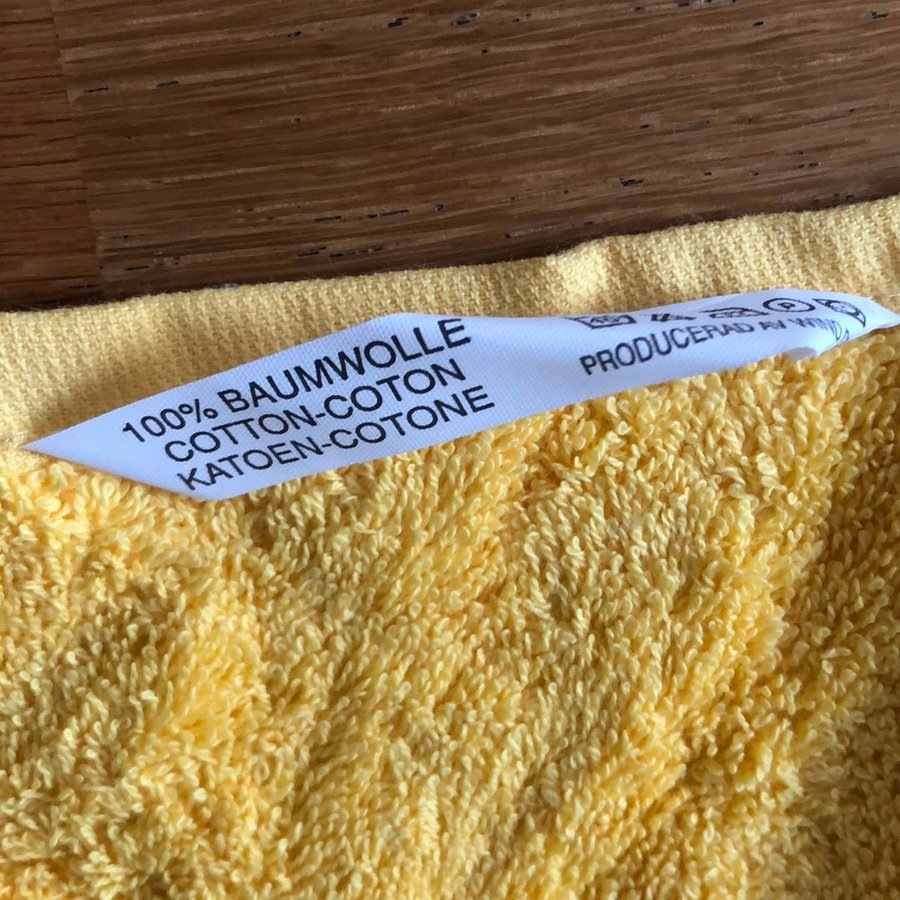 100% BAUMWOLLE
COTTON-COTON
KATOEN-COTONE
P
PRODUCERAD AV